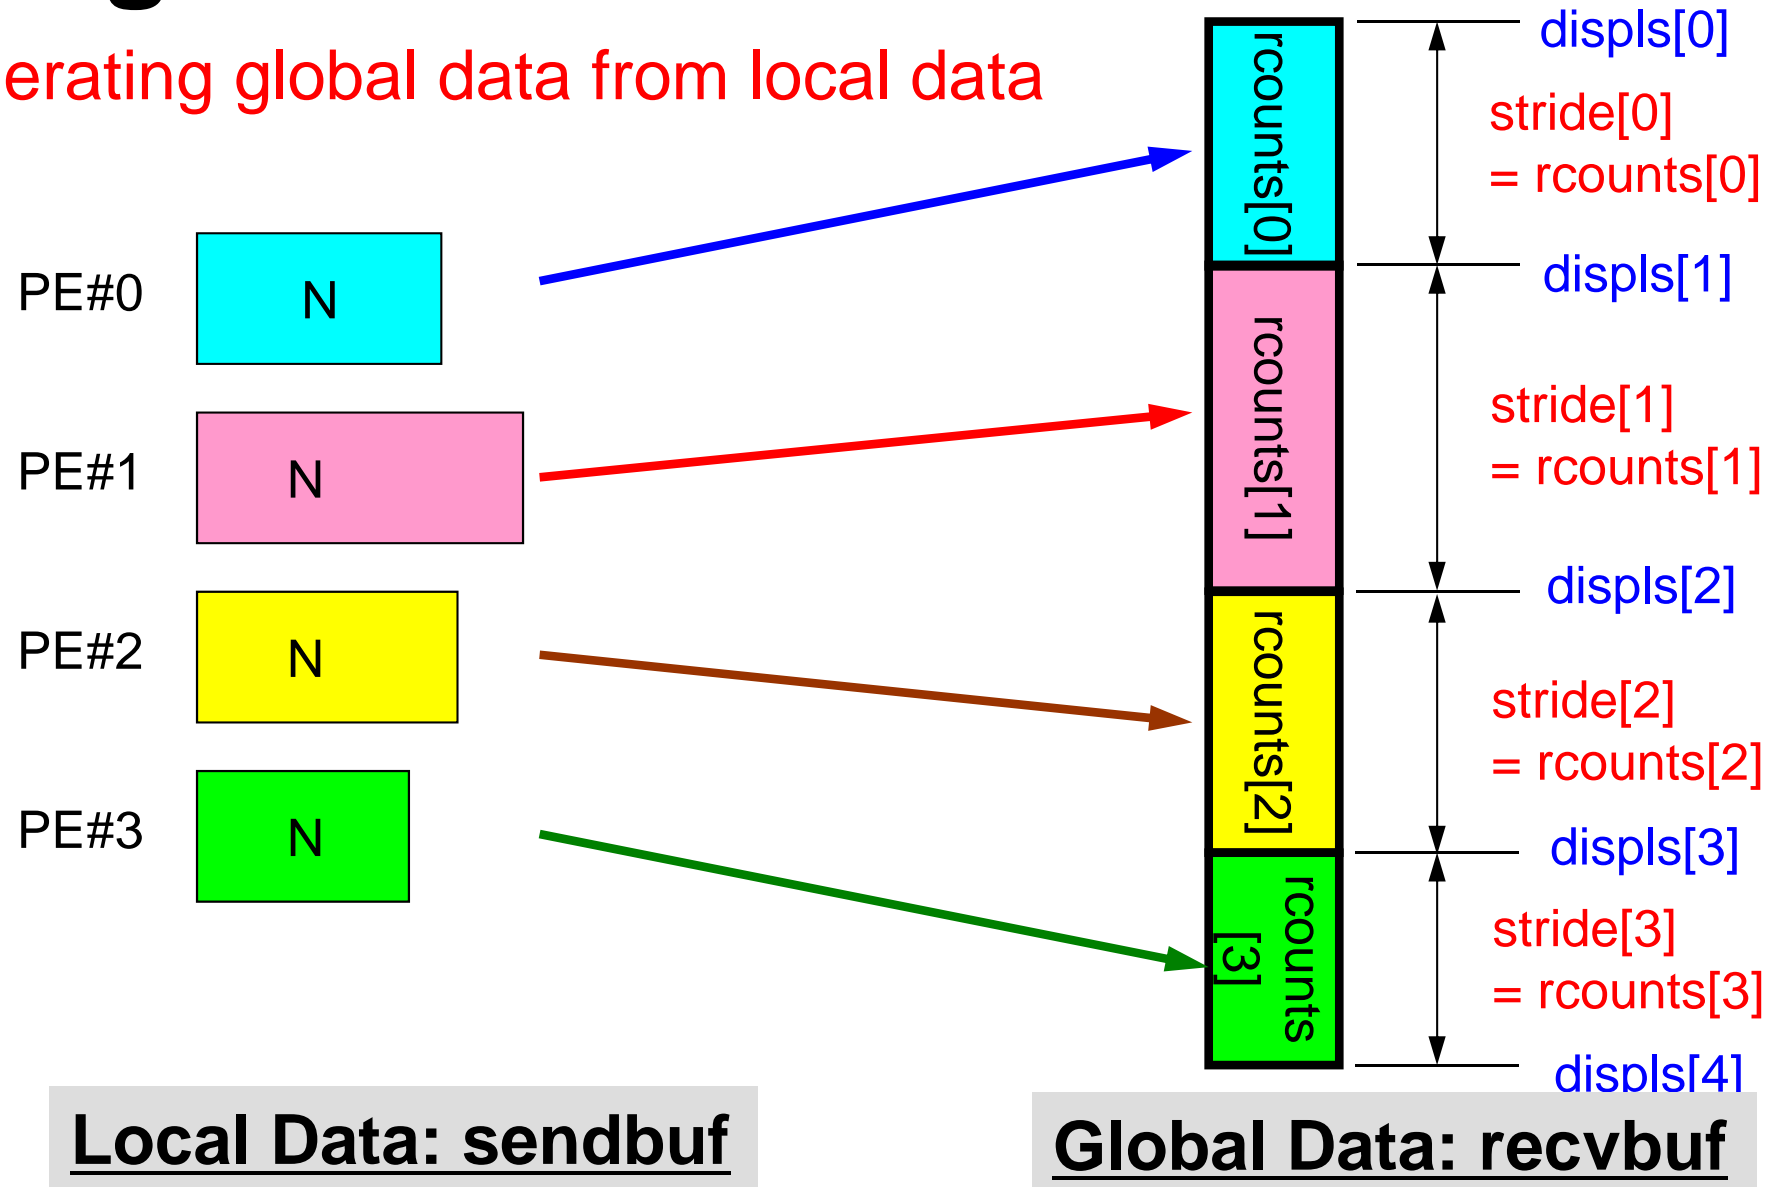 erating global data from local data
PE#0
N
PE#1
N
PE#2
N
PE#3
N
rcounts[0]
rcounts[1]
rcounts[2]
rcounts
[3]
displs[0]
stride[0]
= rcounts[0]
displs[1]
stride[1]
= rcounts[1]
displs[2]
stride[2]
= rcounts[2]
displs[3]
stride[3]
= rcounts[3]
displs[4]
Local Data: sendbuf
Global Data: recvbuf